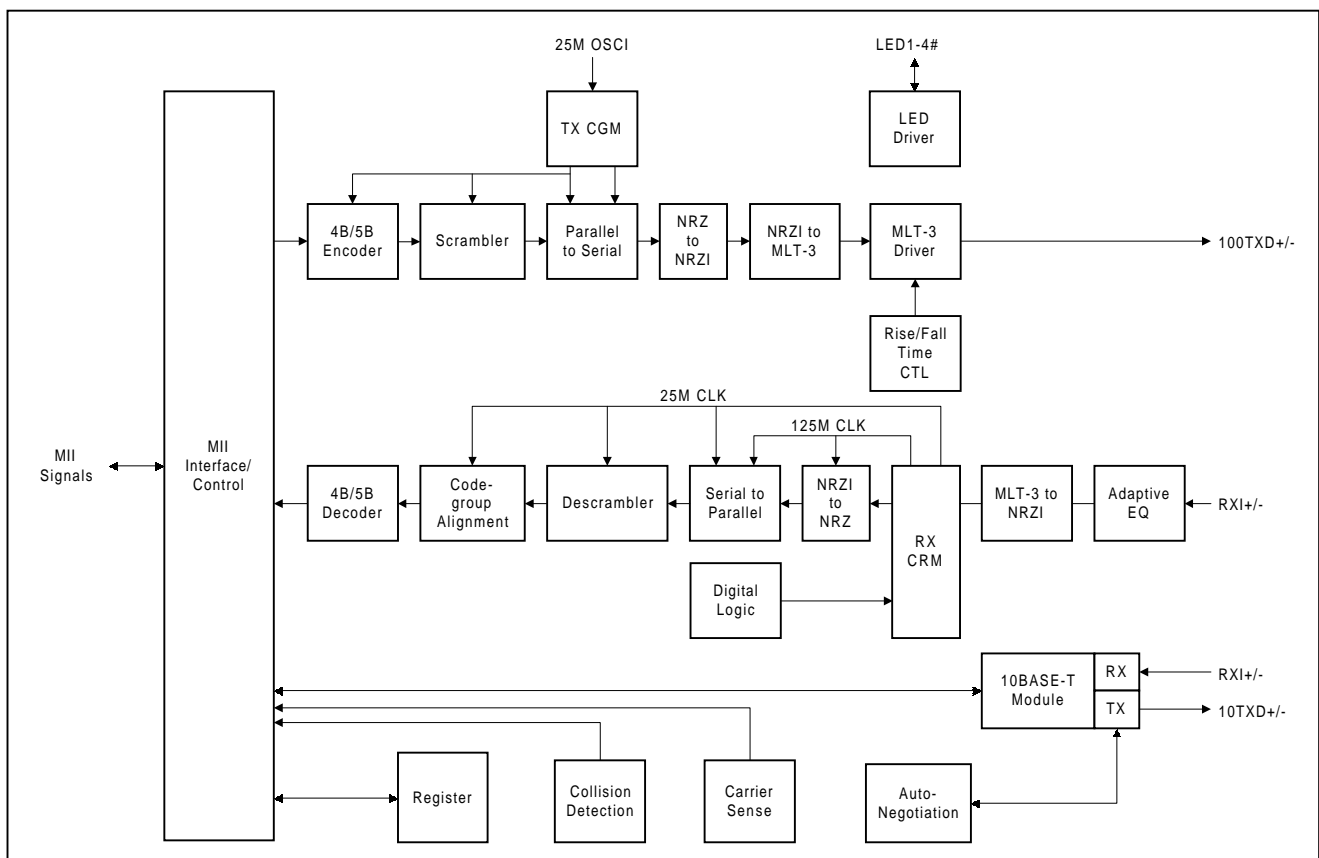 25M OSCI
LED1-4#
TX CGM
LED
Driver
4B/5B
Encoder
Scrambler
Parallel
to Serial
NRZ
to
NRZI
NRZI to
MLT-3
MLT-3
Driver
100TXD+/-
Rise/Fall
Time
CTL
25M CLK
125M CLK
MII
Signals
MII
Interface/
Control
4B/5B
Decoder
Code-
group
Alignment
Descrambler
Serial to
Parallel
NRZI
to
NRZ
RX
CRM
MLT-3 to
NRZI
Adaptive
EQ
RXI+/-
Digital
Logic
10BASE-T
Module
RX
TX
RXI+/-
10TXD+/-
Register
Collision
Detection
Carrier
Sense
Auto-
Negotiation